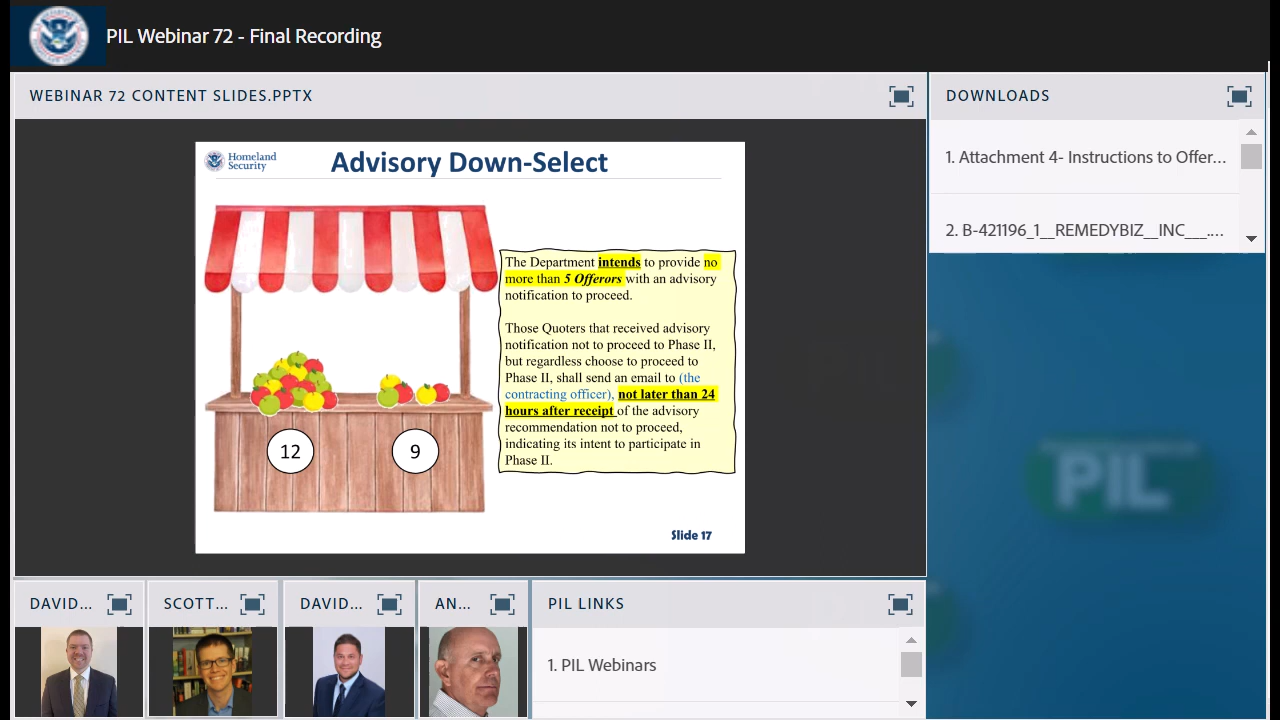 PIL Webinar 72 - Final Recording
WEBINAR 72 CONTENT SLIDES.PPTX
DOWNLOADS
1. Attachment 4- Instructions to Offer...
2. B-421196_1__REMEDYBIZ__INC___....
Homeland
Security
Advisory Down-Select
The Department intends to provide no
more than 5 Offerors with an advisory
notification to proceed.
Those Quoters that received advisory
notification not to proceed to Phase II,
but regardless choose to proceed to
Phase II, shall send an email to (the
contracting officer), not later than 24
hours after receipt of the advisory
recommendation not to proceed,
indicating its intent to participate in
Phase II.
12
9
Slide 17
PIL
DAVID...
SCOTT...
DAVID...
AN...
PIL LINKS
1. PIL Webinars